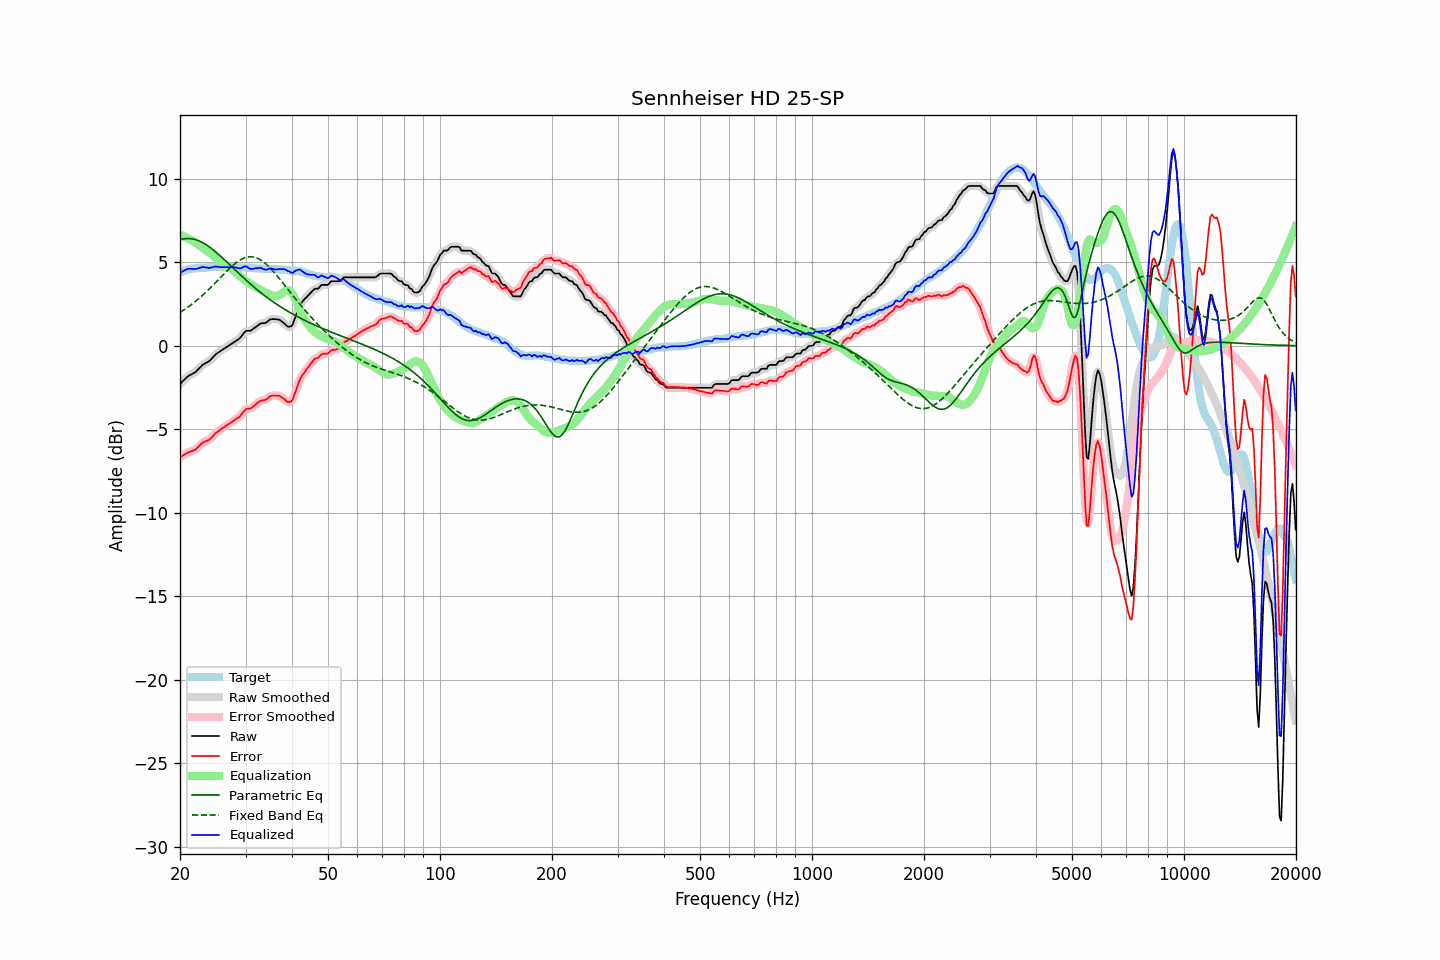 Sennheiser HD 25-SP
Amplitude (dBr)
10
5
0
−5
−10
−15
−20
−25
−30
Target
Raw Smoothed
Error Smoothed
Raw
Error
Equalization
Parametric Eq
Fixed Band Eq
Equalized
20 50 100 200 500 1000 2000 5000 10000 20000
Frequency (Hz)